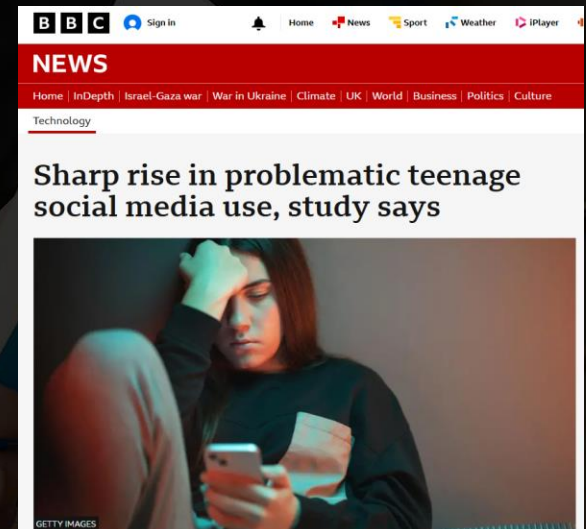 BBC Sign in Home News Sport Weather iPlayer
NEWS
Home | InDepth | Israel-Gaza war | War in Ukraine | Climate | UK | World | Business | Politics | Culture
Technology
Sharp rise in problematic teenage
social media use, study says
GETTY IMAGES